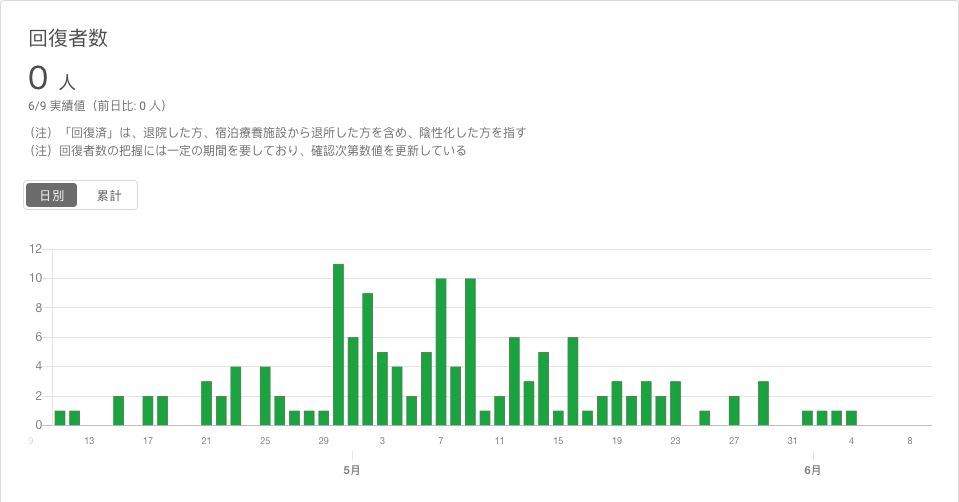 回復者数
0 人
6/9 実績値（前日比: 0 人）
（注）「回復済」は、退院した方、宿泊療養施設から退所した方を含め、陰性化した方を指す
（注）回復者数の把握には一定の期間を要しており、確認次第数値を更新している
日別 累計
12
10
8
6
4
2
0
9 13 17 21 25 29 3 7 11 15 19 23 27 31 4 8
5月 6月